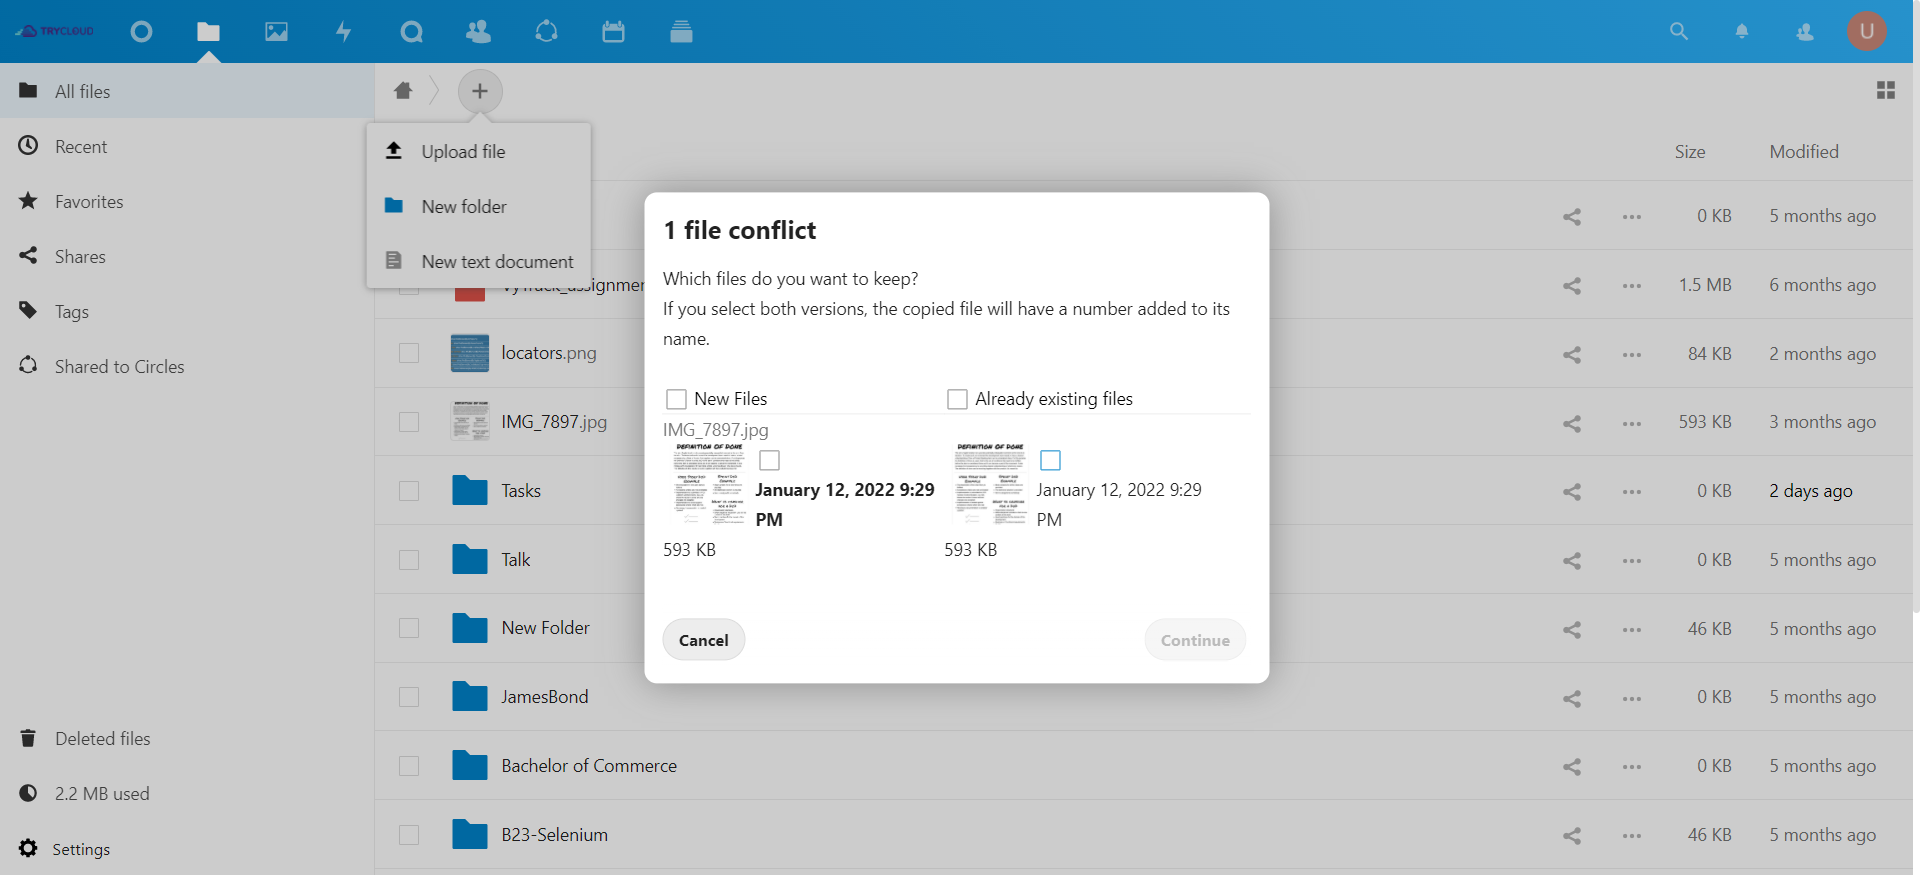 TRYCLOUD
U
All files
Recent
Favorites
Shares
Tags
Shared to Circles
Deleted files
2.2 MB used
Settings
Upload file
New folder
New text document
Size
Modified
0 KB
5 months ago
VyTruck_assignmen
1.5 MB
6 months ago
locators.png
84 KB
2 months ago
IMG_7897.jpg
593 KB
3 months ago
Tasks
0 KB
2 days ago
Talk
0 KB
5 months ago
New Folder
46 KB
5 months ago
JamesBond
0 KB
5 months ago
Bachelor of Commerce
0 KB
5 months ago
B23-Selenium
46 KB
5 months ago
1 file conflict
Which files do you want to keep?
If you select both versions, the copied file will have a number added to its
name.
New Files
Already existing files
IMG_7897.jpg
DEFINITION OF DONE
January 12, 2022 9:29
PM
593 KB
DEFINITION OF DONE
January 12, 2022 9:29
PM
593 KB
Cancel
Continue